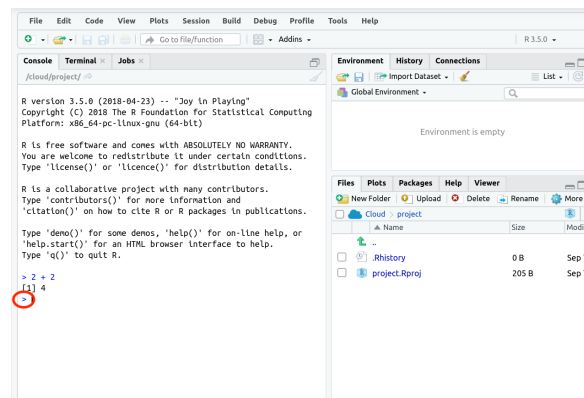 File Edit Code View Plots Session Build Debug Profile Tools Help
Go to file/function Addins R 3.5.0
Console Terminal × Jobs ×
/cloud/project/
R version 3.5.0 (2018-04-23) -- "Joy in Playing"
Copyright (C) 2018 The R Foundation for Statistical Computing
Platform: x86_64-pc-linux-gnu (64-bit)
R is free software and comes with ABSOLUTELY NO WARRANTY.
You are welcome to redistribute it under certain conditions.
Type 'license()' or 'licence()' for distribution details.
R is a collaborative project with many contributors.
Type 'contributors()' for more information and
'citation()' on how to cite R or R packages in publications.
Type 'demo()' for some demos, 'help()' for on-line help, or
'help.start()' for an HTML browser interface to help.
Type 'q()' to quit R.
> 2 + 2
[1] 4
>
Environment History Connections
Import Dataset List
Global Environment
Environment is empty
Files Plots Packages Help Viewer
New Folder Upload Delete Rename More
Cloud > project
Name Size Modi
..
.Rhistory 0 B Sep
project.Rproj 205 B Sep